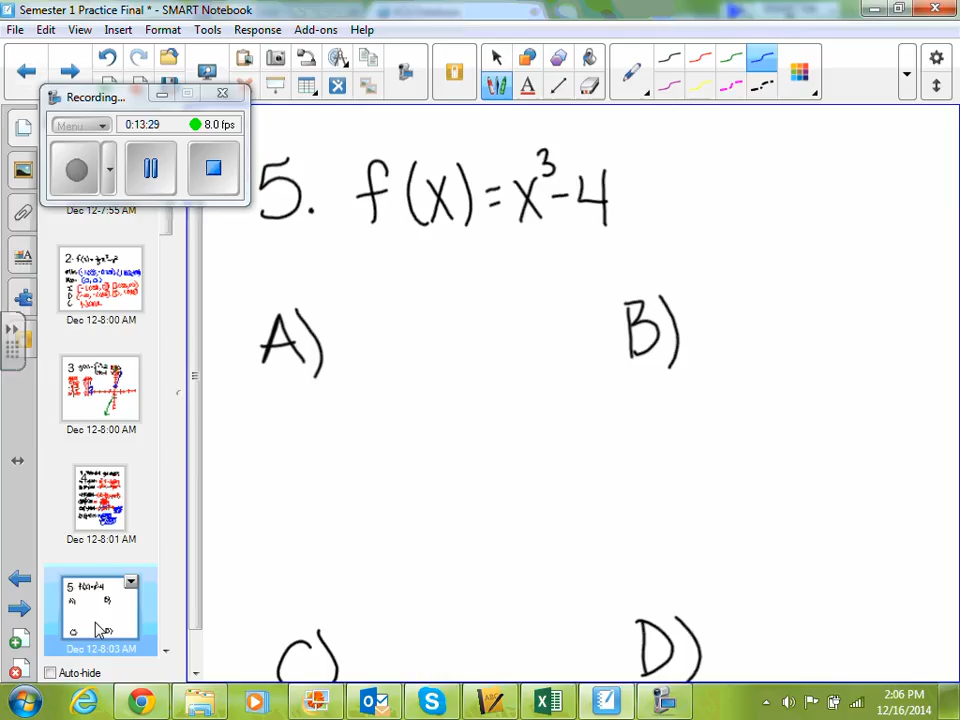 Semester 1 Practice Final * - SMART Notebook
File Edit View Insert Format Tools Response Add-ons Help
Recording...
Menu 0:13:29 8.0 fps
5. f(x)=x³-4
A) B)
C) D)
Dec 12-7:55 AM
Dec 12-8:00 AM
Dec 12-8:00 AM
Dec 12-8:01 AM
5 f(x)=x³-4
A) B)
C) D)
Dec 12-8:03 AM
Auto-hide
2:06 PM
12/16/2014